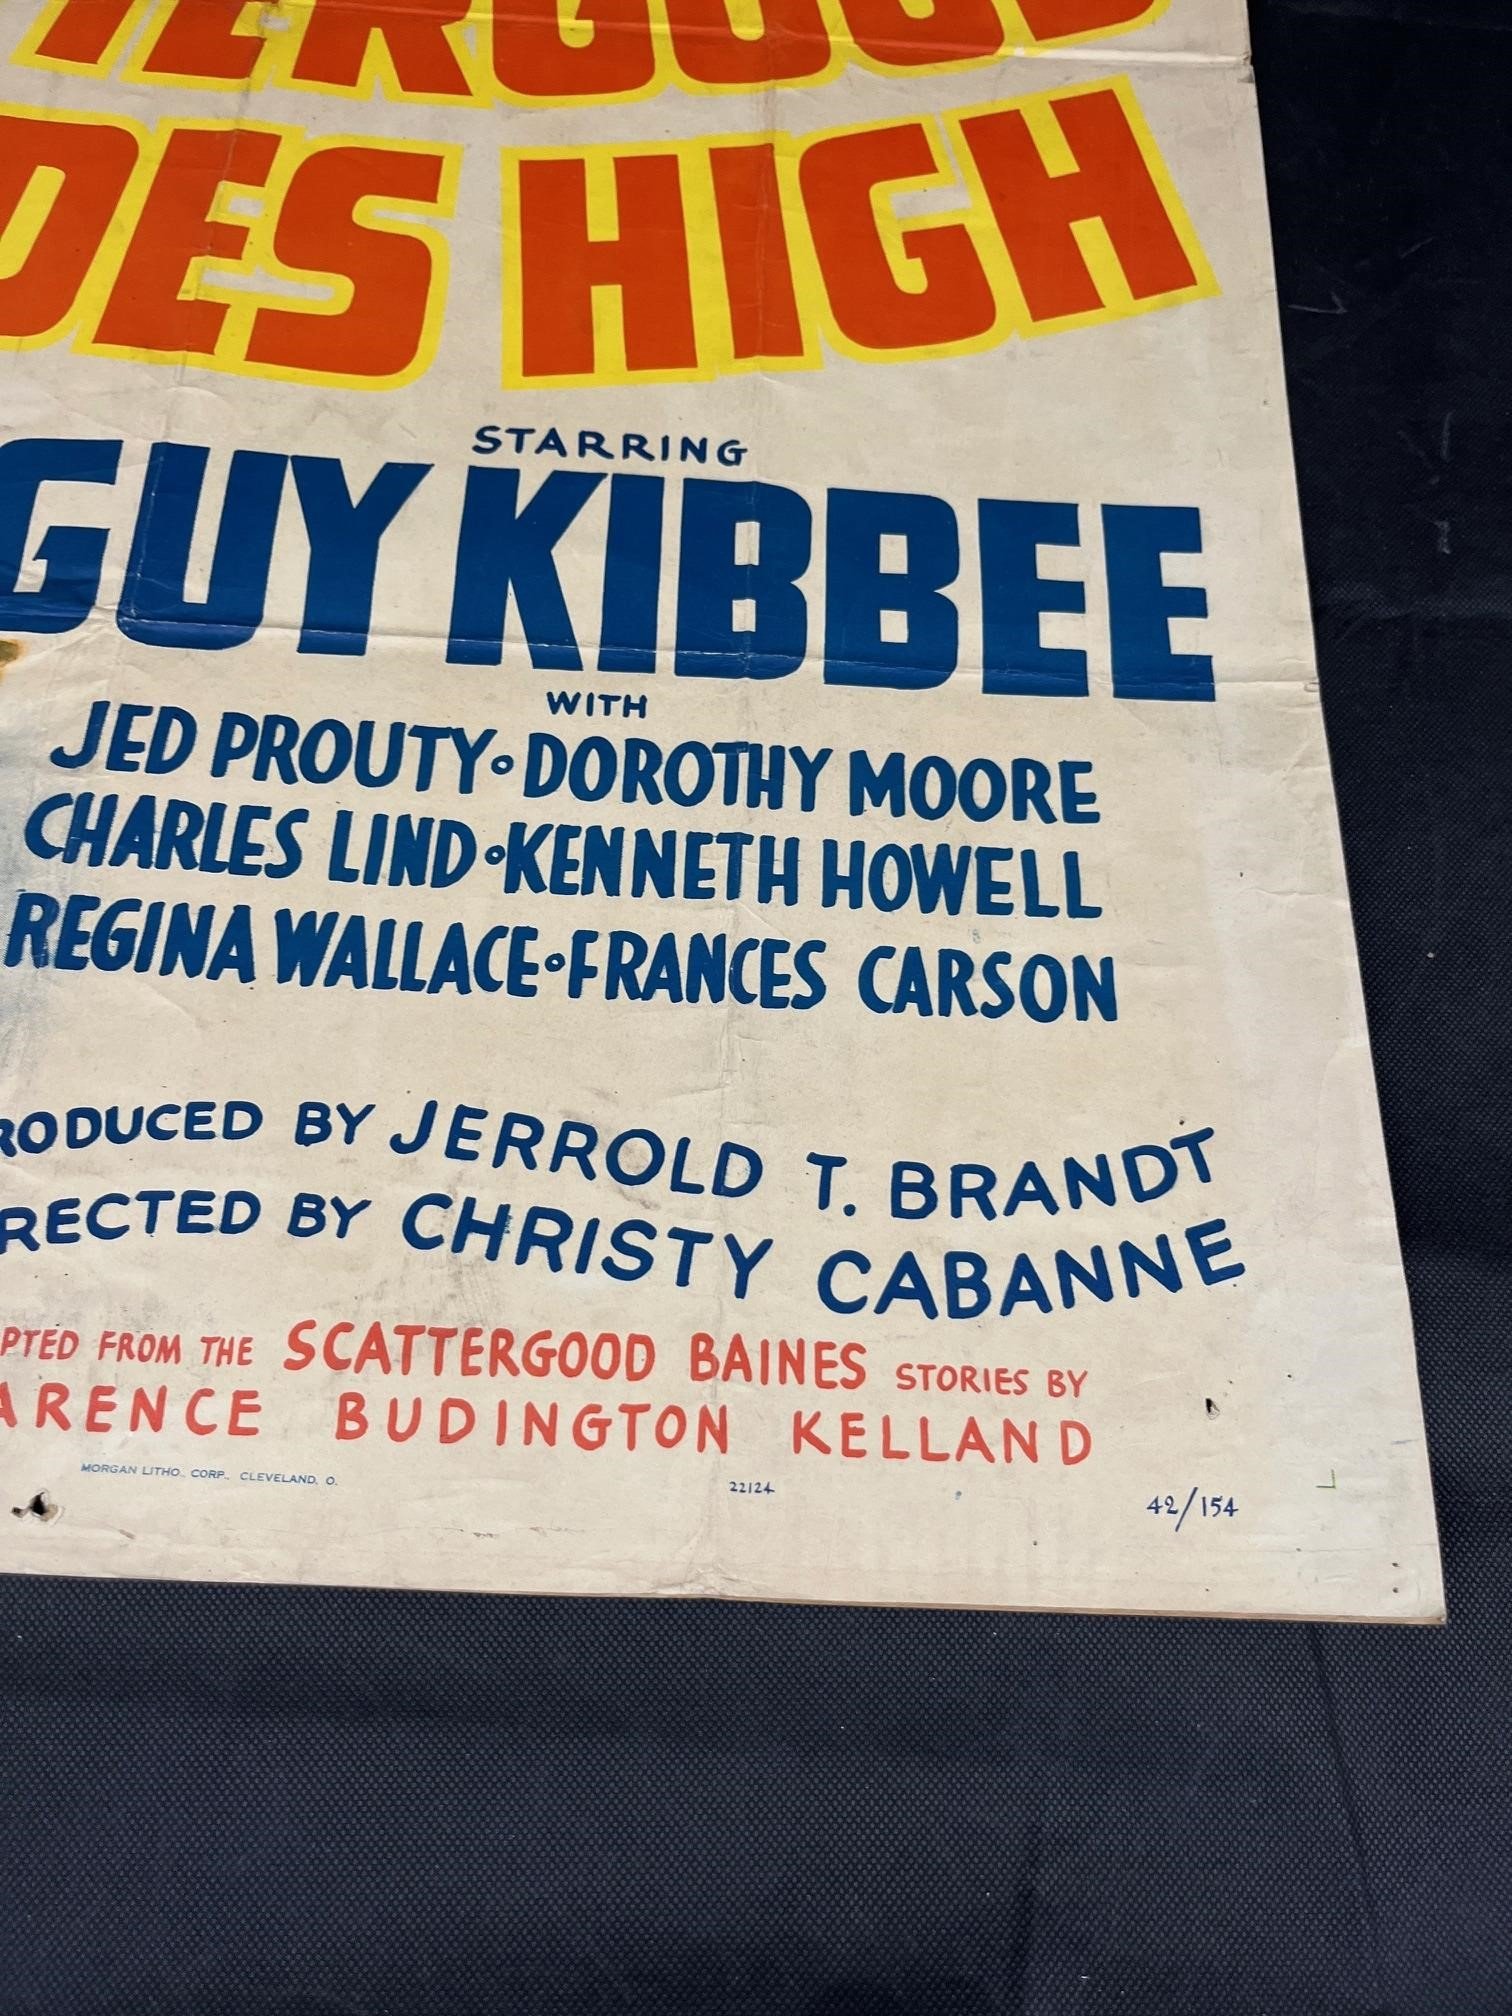 TERGOOD
DES HIGH
STARRING
GUY KIBBEE
WITH
JED PROUTY • DOROTHY MOORE
CHARLES LIND • KENNETH HOWELL
REGINA WALLACE • FRANCES CARSON
RODUCED BY JERROLD T. BRANDT
RECTED BY CHRISTY CABANNE
PTED FROM THE SCATTERGOOD BAINES STORIES BY
ARENCE BUDINGTON KELLAND
MORGAN LITHO. CORP., CLEVELAND, O.
22124
42/154